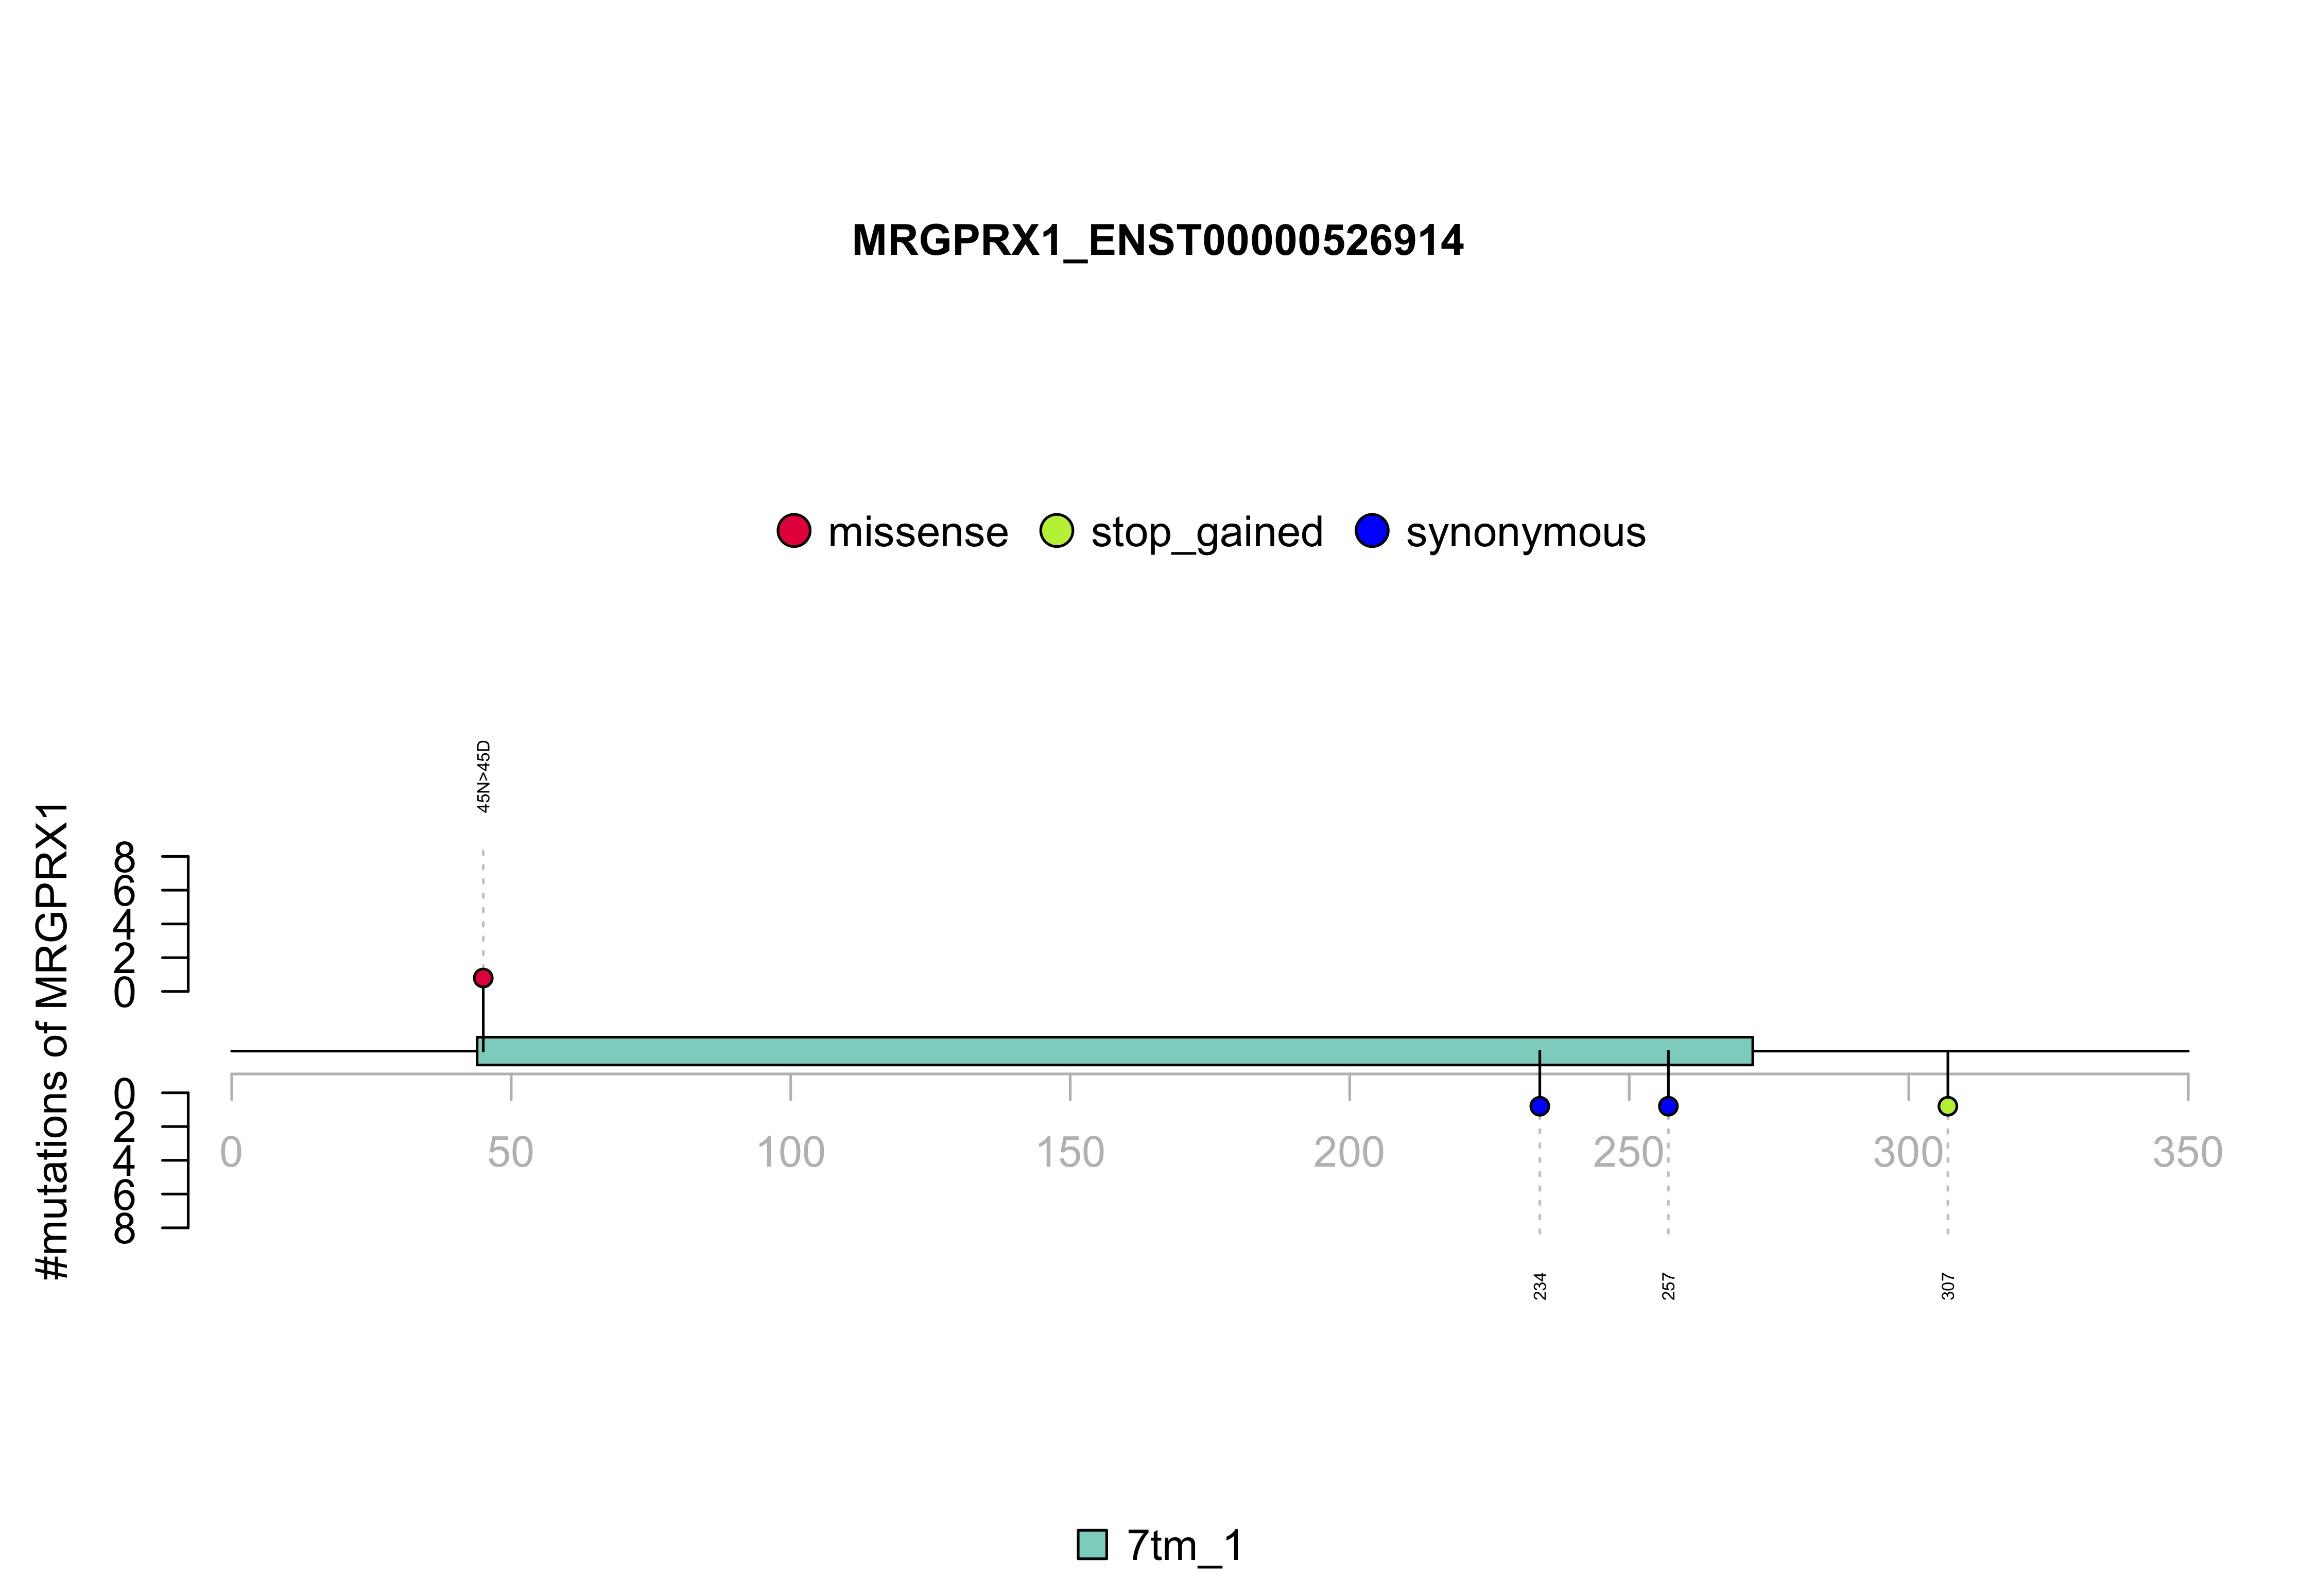 MRGPRX1_ENST00000526914
missense stop_gained synonymous
45N>45D
#mutations of MRGPRX1
8
6
4
2
0
0
2
4
6
8
0 50 100 150 200 250 300 350
234 257 307
7tm_1